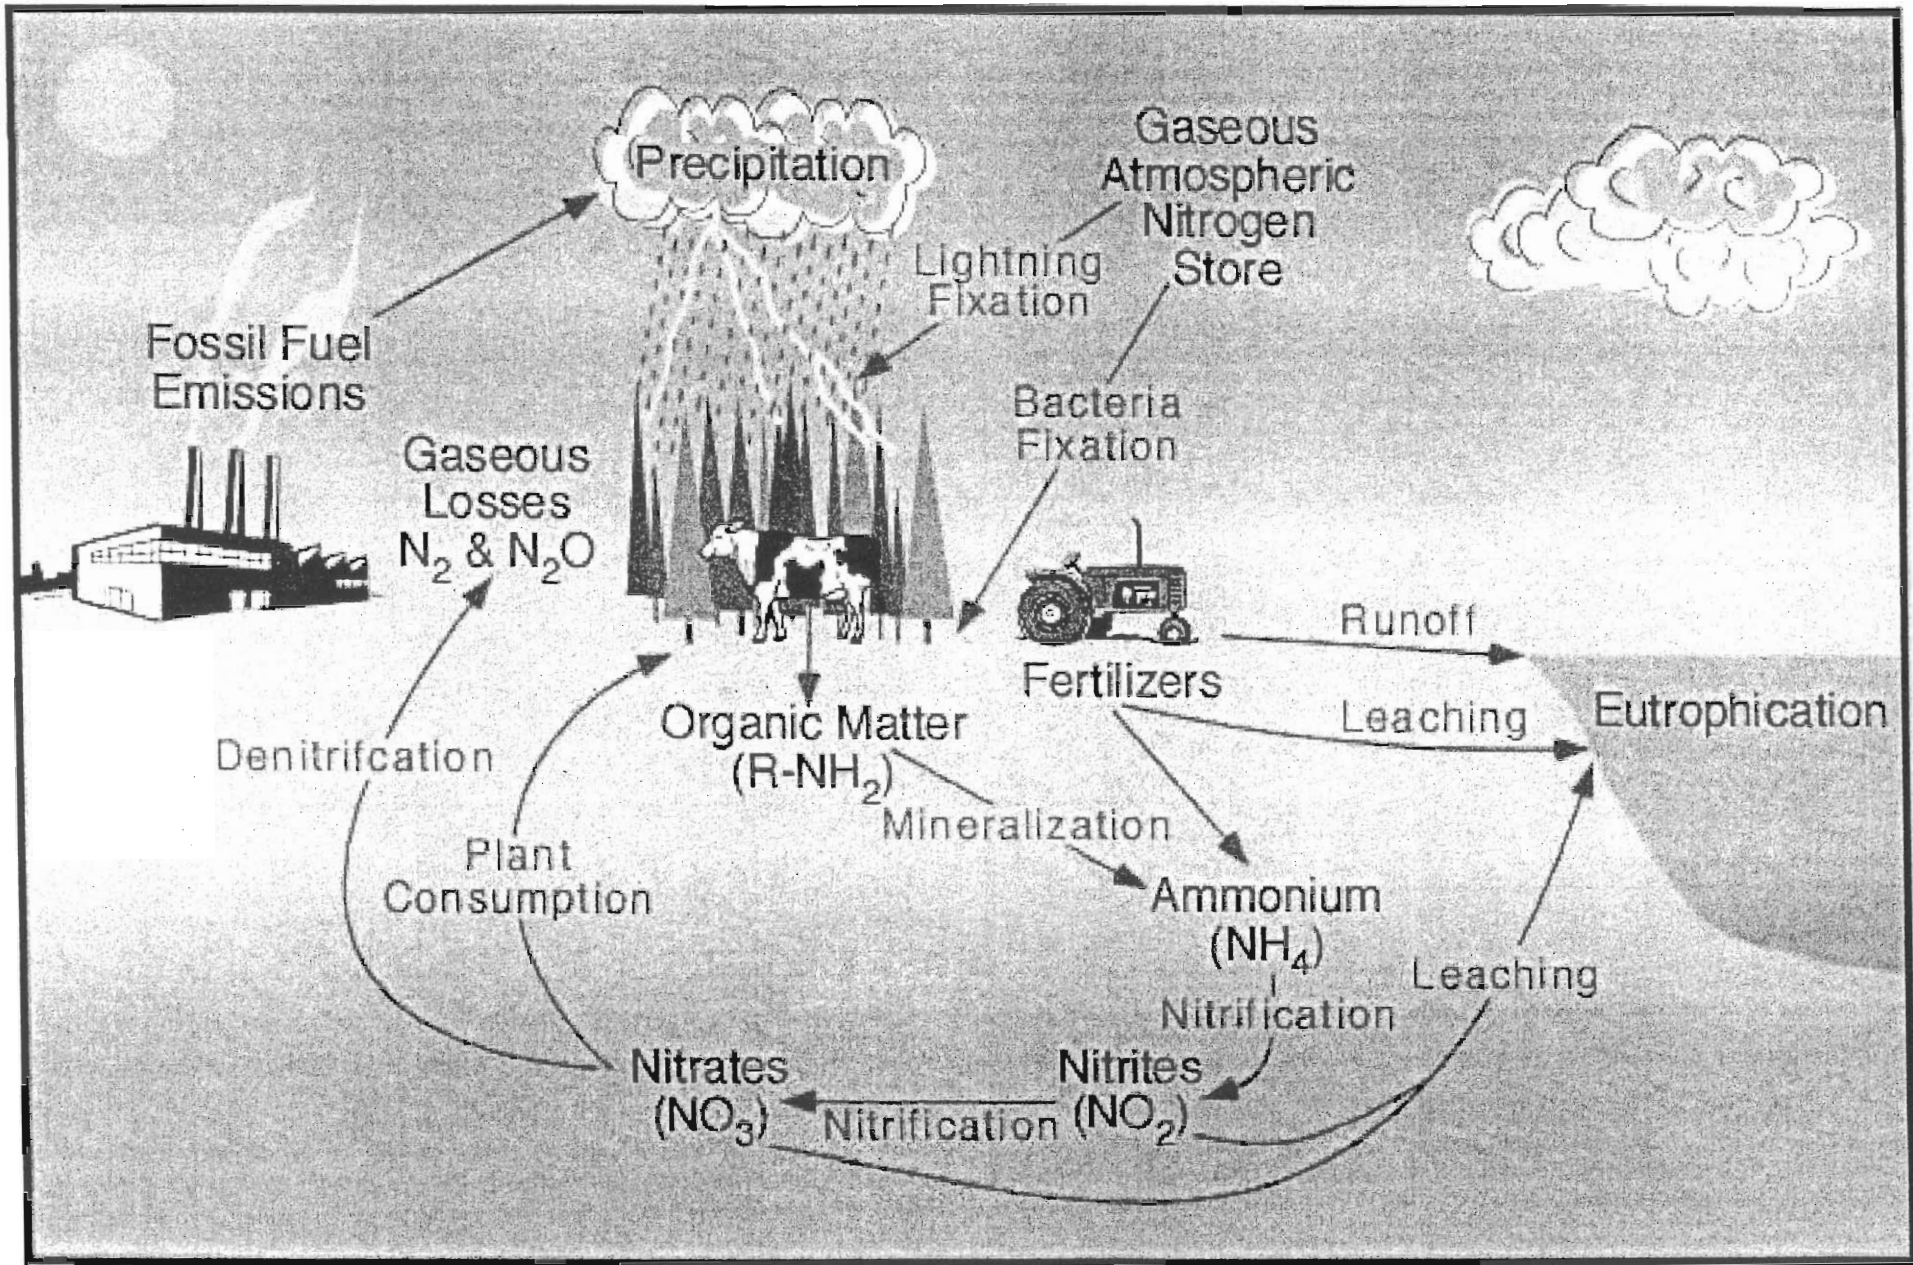 Precipitation
Gaseous
Atmospheric
Nitrogen
Store
Lightning
Fixation
Fossil Fuel
Emissions
Bacteria
Fixation
Gaseous
Losses
N₂ & N₂O
Runoff
Fertilizers
Leaching
Eutrophication
Organic Matter
(R-NH₂)
Denitrifcation
Mineralization
Plant
Consumption
Ammonium
(NH₄)
Leaching
Nitrification
Nitrates
(NO₃)
Nitrification
Nitrites
(NO₂)